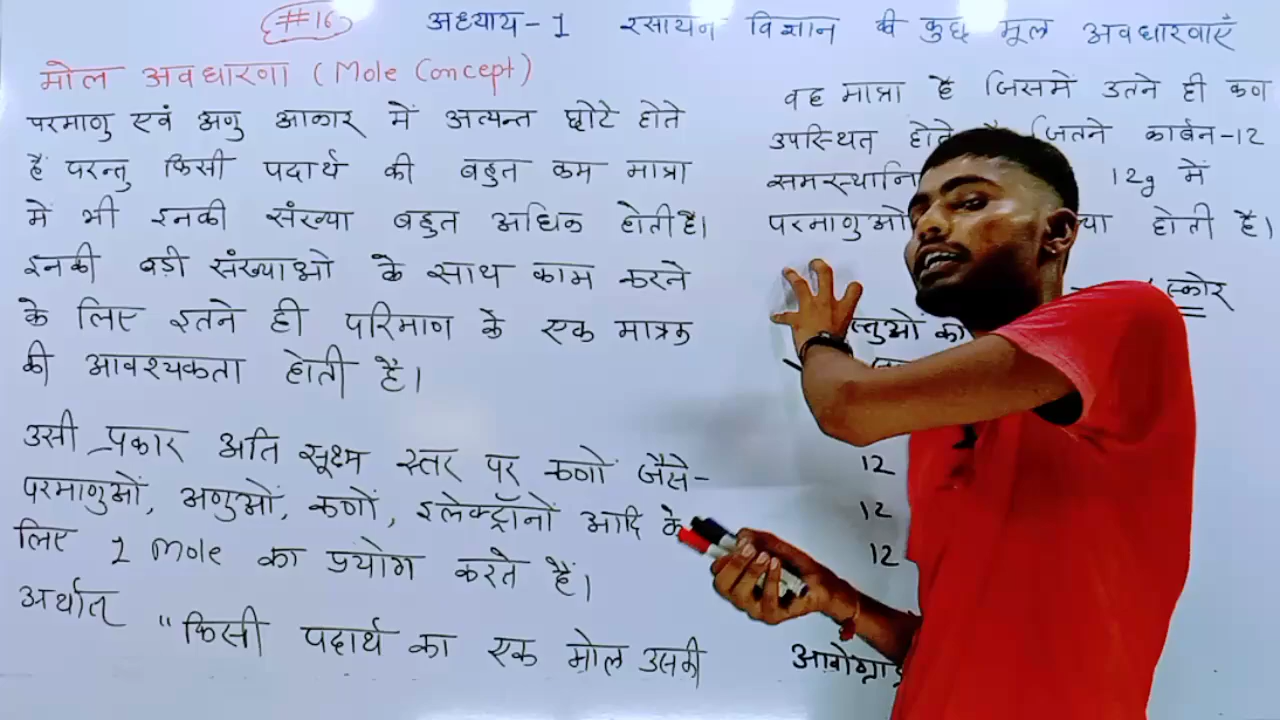 #16
अध्याय-1 रसायन विज्ञान की कुछ मूल अवधारणाएँ
मोल अवधारणा (Mole Concept)
परमाणु एवं अणु आकार में अत्यन्त छोटे होते
हैं परन्तु किसी पदार्थ की बहुत कम मात्रा
में भी इनकी संख्या बहुत अधिक होती है।
इनकी बड़ी संख्याओ के साथ काम करने
के लिए इतने ही परिमाण के एक मात्रक
की आवश्यकता होती है।
उसी प्रकार अति सूक्ष्म स्तर पर कणों जैसे-
परमाणुओं, अणुओं, कणों, इलेक्ट्रॉनों आदि के
लिए 1 Mole का प्रयोग करते हैं।
अर्थात्
"किसी पदार्थ का एक मोल उसकी
वह मात्रा है जिसमें उतने ही कण
उपस्थित होते जितने कार्बन-12
12g में
परमाणुओ होती है।
स्कोर
12
12
12